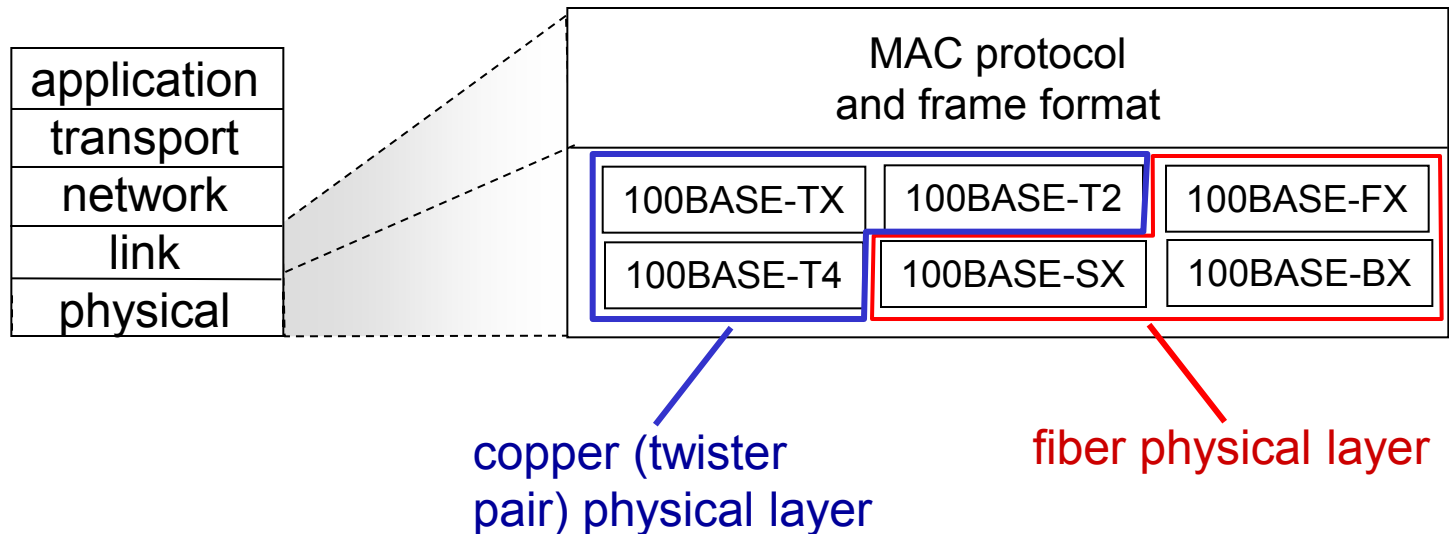 application
transport
network
link
physical
MAC protocol
and frame format
100BASE-TX
100BASE-T2
100BASE-FX
100BASE-T4
100BASE-SX
100BASE-BX
copper (twister
pair) physical layer
fiber physical layer